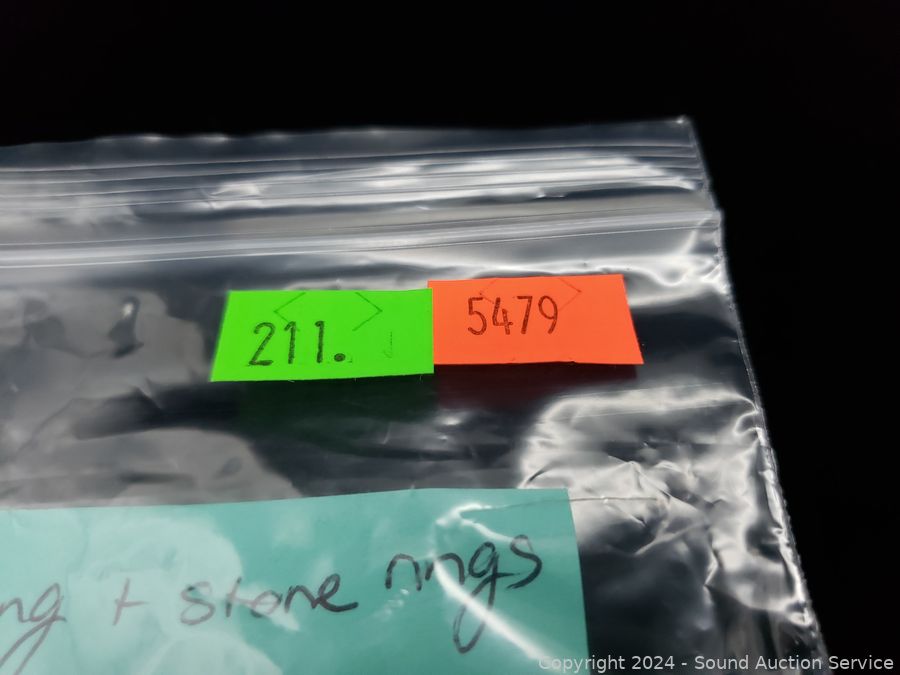 211.
5479
ng + stone rings
Copyright 2024 - Sound Auction Service